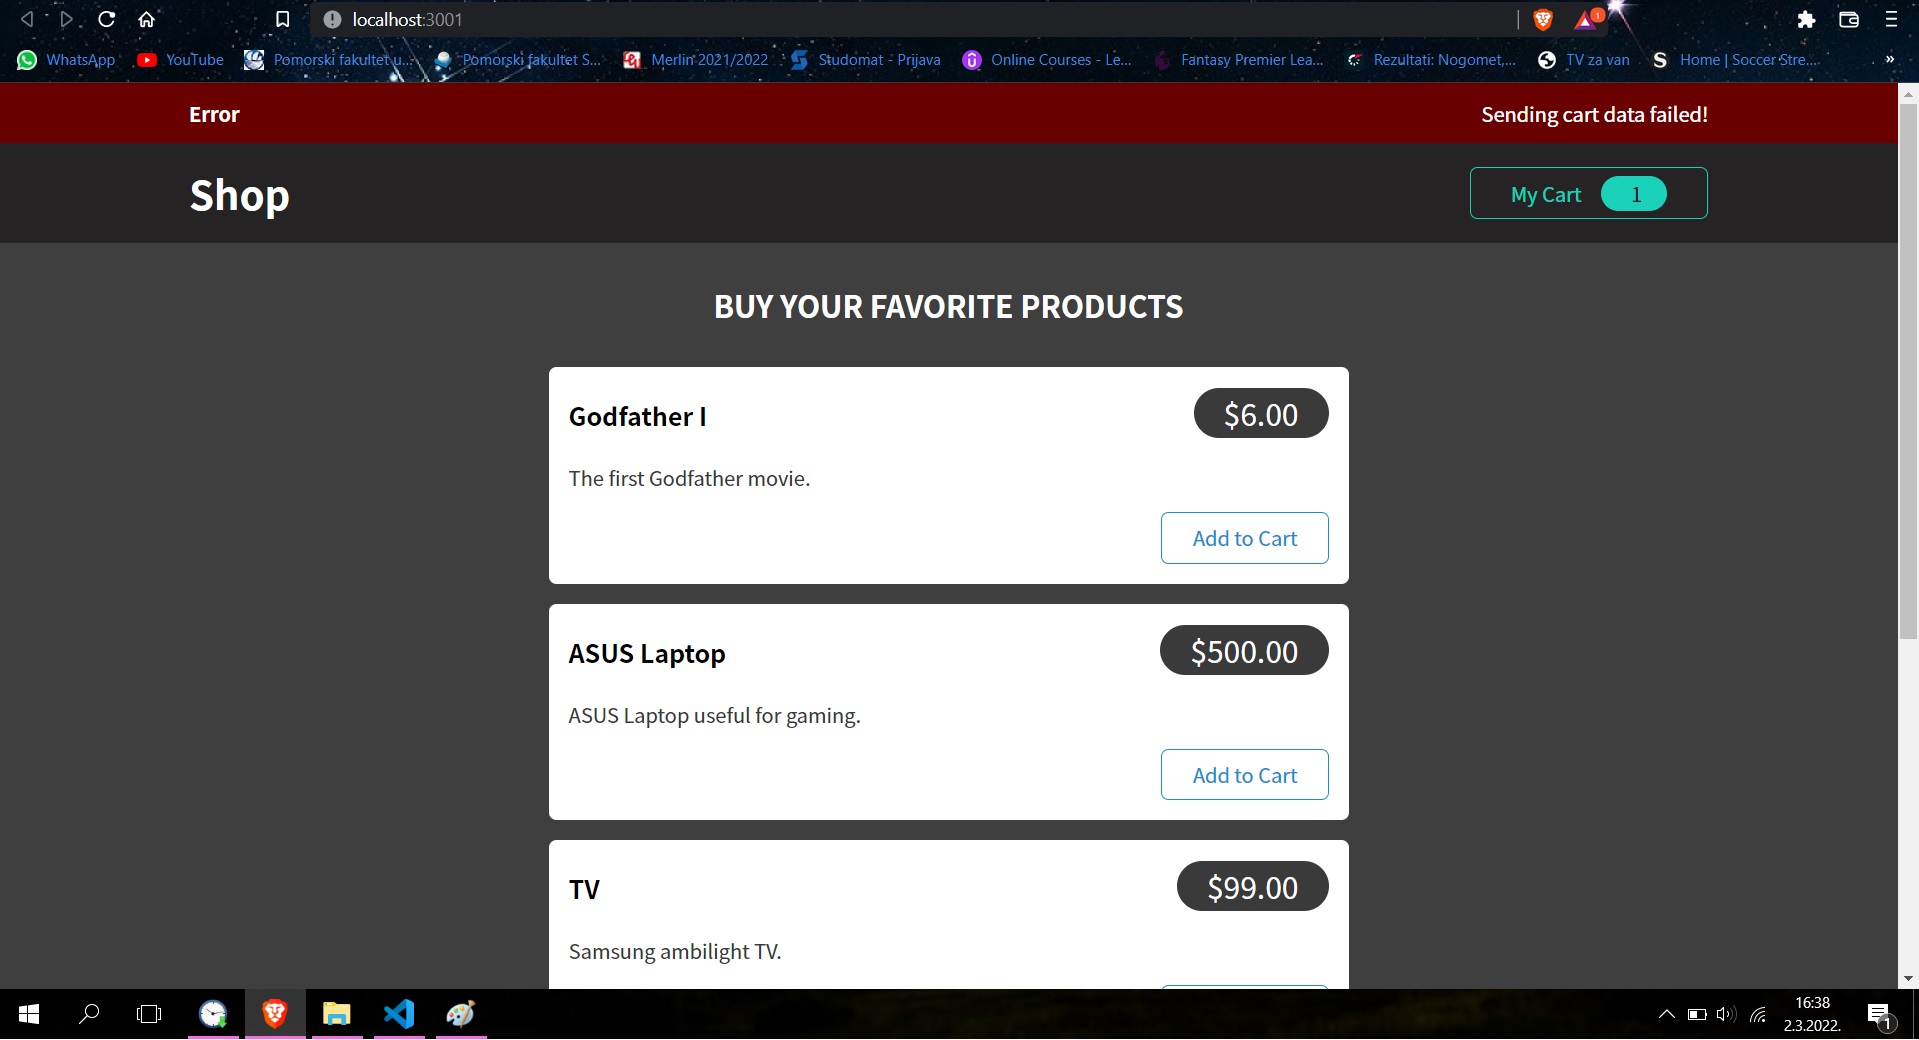 localhost:3001
1
WhatsApp
YouTube
Pomorski fakultet u...
Pomorski fakultet S...
Merlin 2021/2022
Studomat - Prijava
Online Courses - Le...
Fantasy Premier Lea...
Rezultati: Nogomet,...
TV za van
S
Home | Soccer Stre...
»
Error
Sending cart data failed!
Shop
My Cart 1
BUY YOUR FAVORITE PRODUCTS
Godfather I
$6.00
The first Godfather movie.
Add to Cart
ASUS Laptop
$500.00
ASUS Laptop useful for gaming.
Add to Cart
TV
$99.00
Samsung ambilight TV.
16:38
2.3.2022.
1